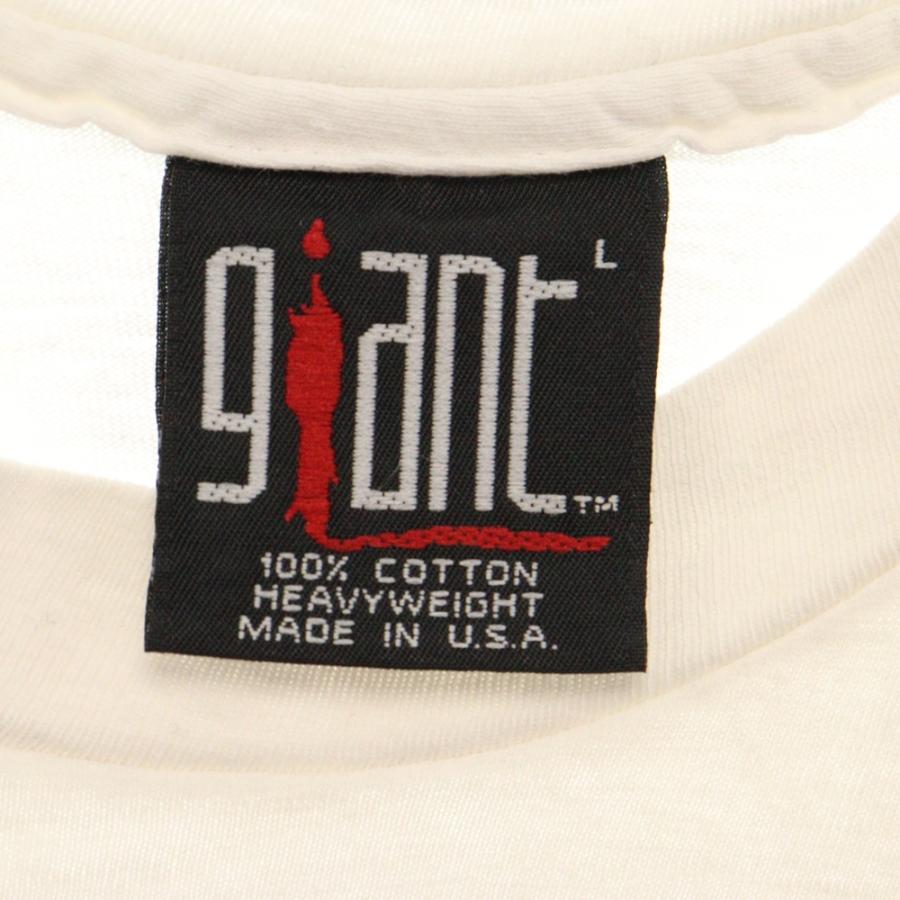 giant L
TM
100% COTTON
HEAVYWEIGHT
MADE IN U.S.A.